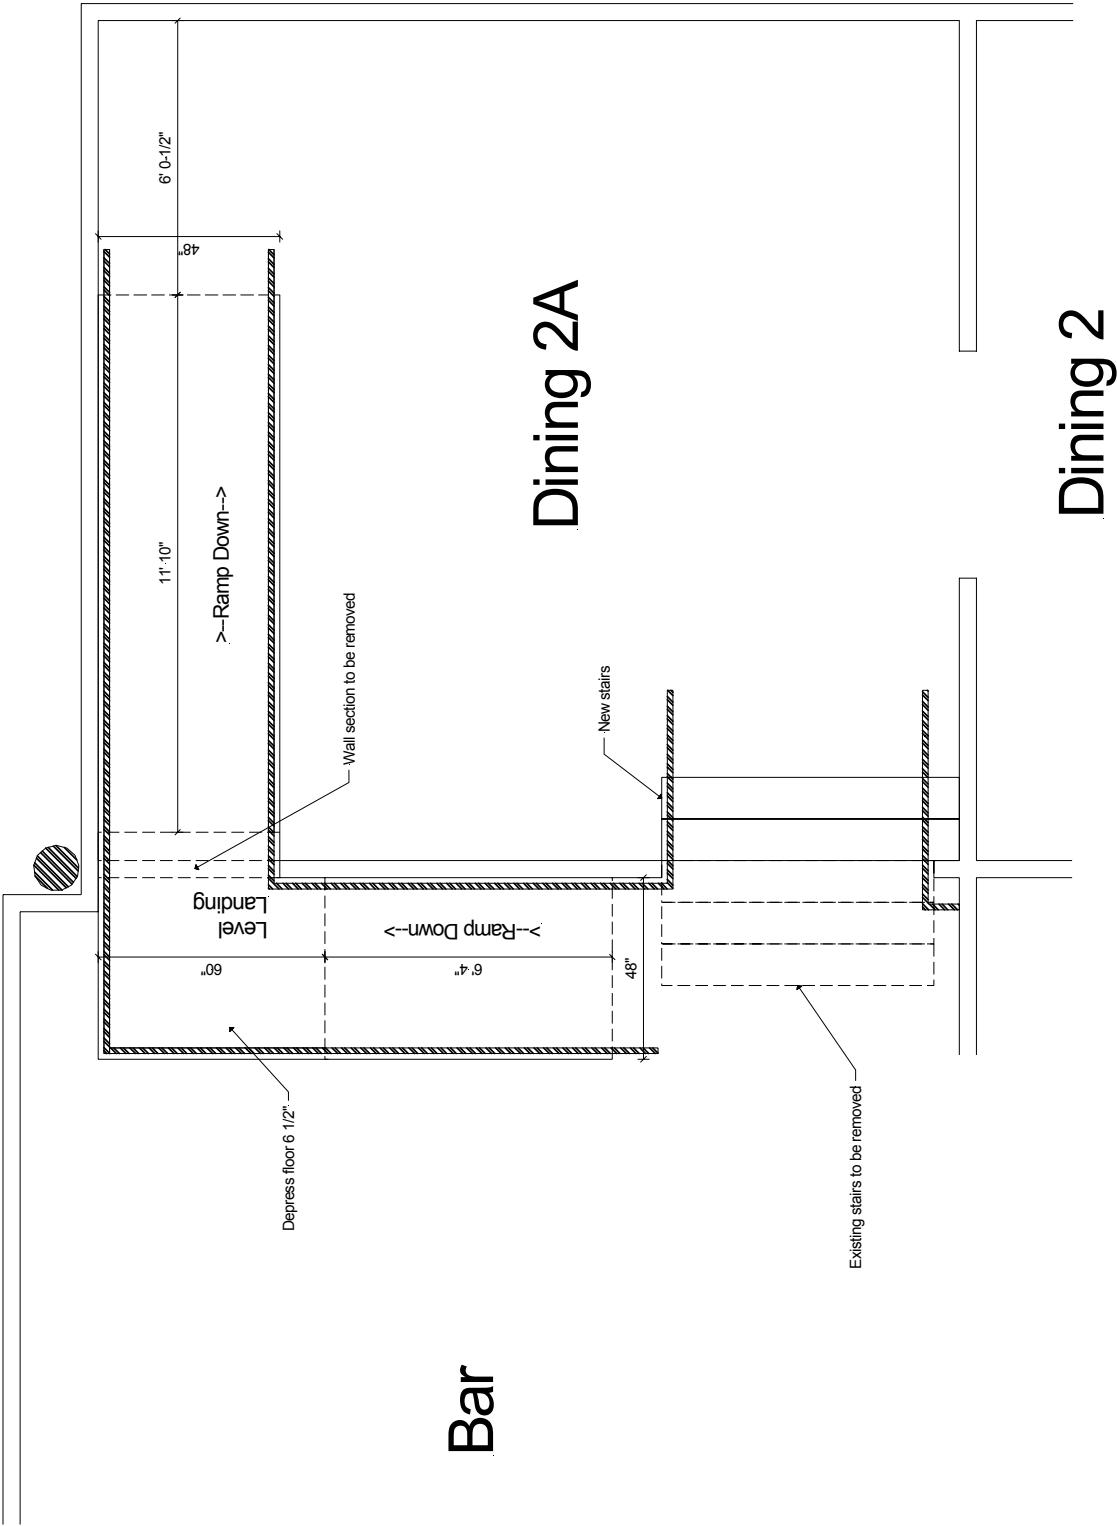 6' 0-1/2"
48"
Dining 2A
Dining 2
11' 10"
>--Ramp Down-->
Wall section to be removed
New stairs
Level
Landing
>--Ramp Down-->
60"
6' 4"
48"
Depress floor 6 1/2"
Existing stairs to be removed
Bar